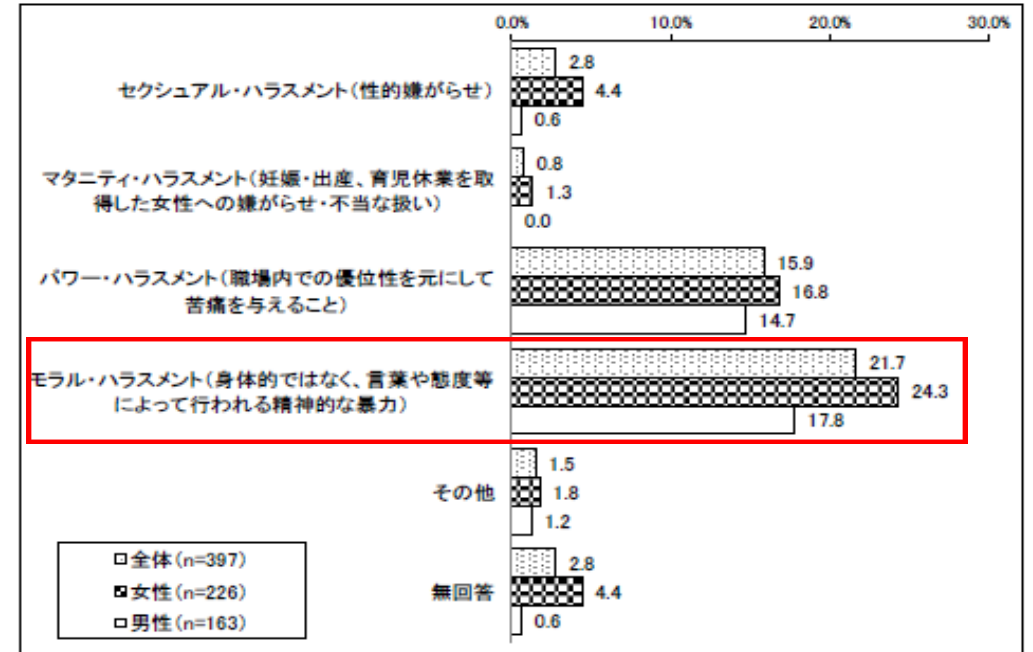 0.0% 10.0% 20.0% 30.0%
セクシュアル・ハラスメント(性的嫌がらせ)
2.8
4.4
0.6
マタニティ・ハラスメント(妊娠・出産、育児休業を取
得した女性への嫌がらせ・不当な扱い)
0.8
1.3
0.0
パワー・ハラスメント(職場内での優位性を元にして
苦痛を与えること)
15.9
16.8
14.7
モラル・ハラスメント(身体的ではなく、言葉や態度等
によって行われる精神的な暴力)
21.7
24.3
17.8
その他
1.5
1.8
1.2
無回答
2.8
4.4
0.6
全体(n=397)
女性(n=226)
男性(n=163)